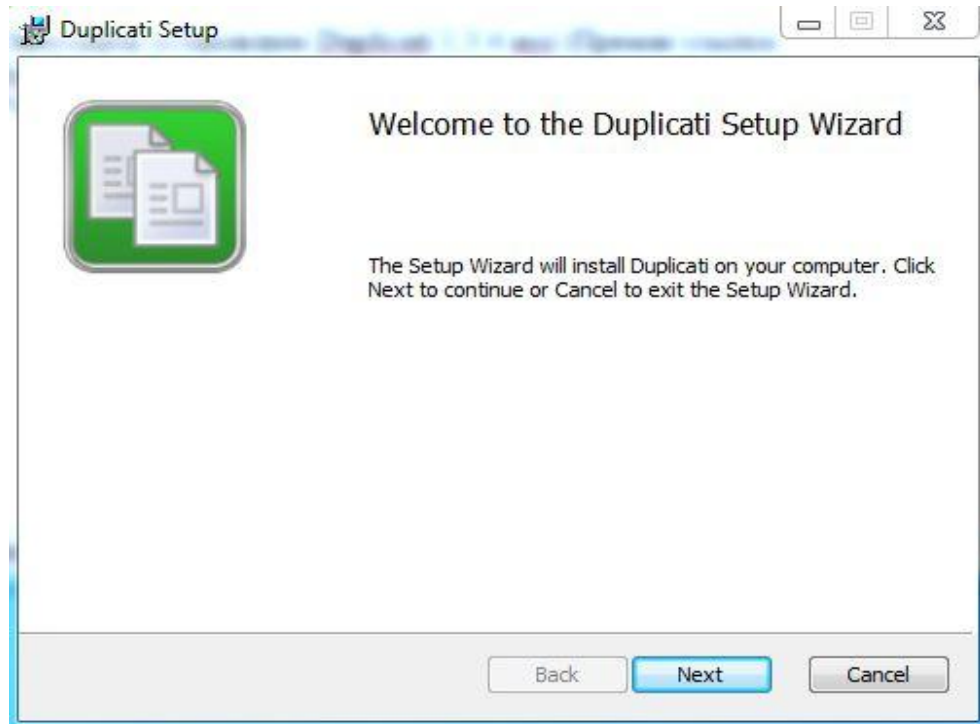 Duplicati Setup
Welcome to the Duplicati Setup Wizard
The Setup Wizard will install Duplicati on your computer. Click
Next to continue or Cancel to exit the Setup Wizard.
Back
Next
Cancel